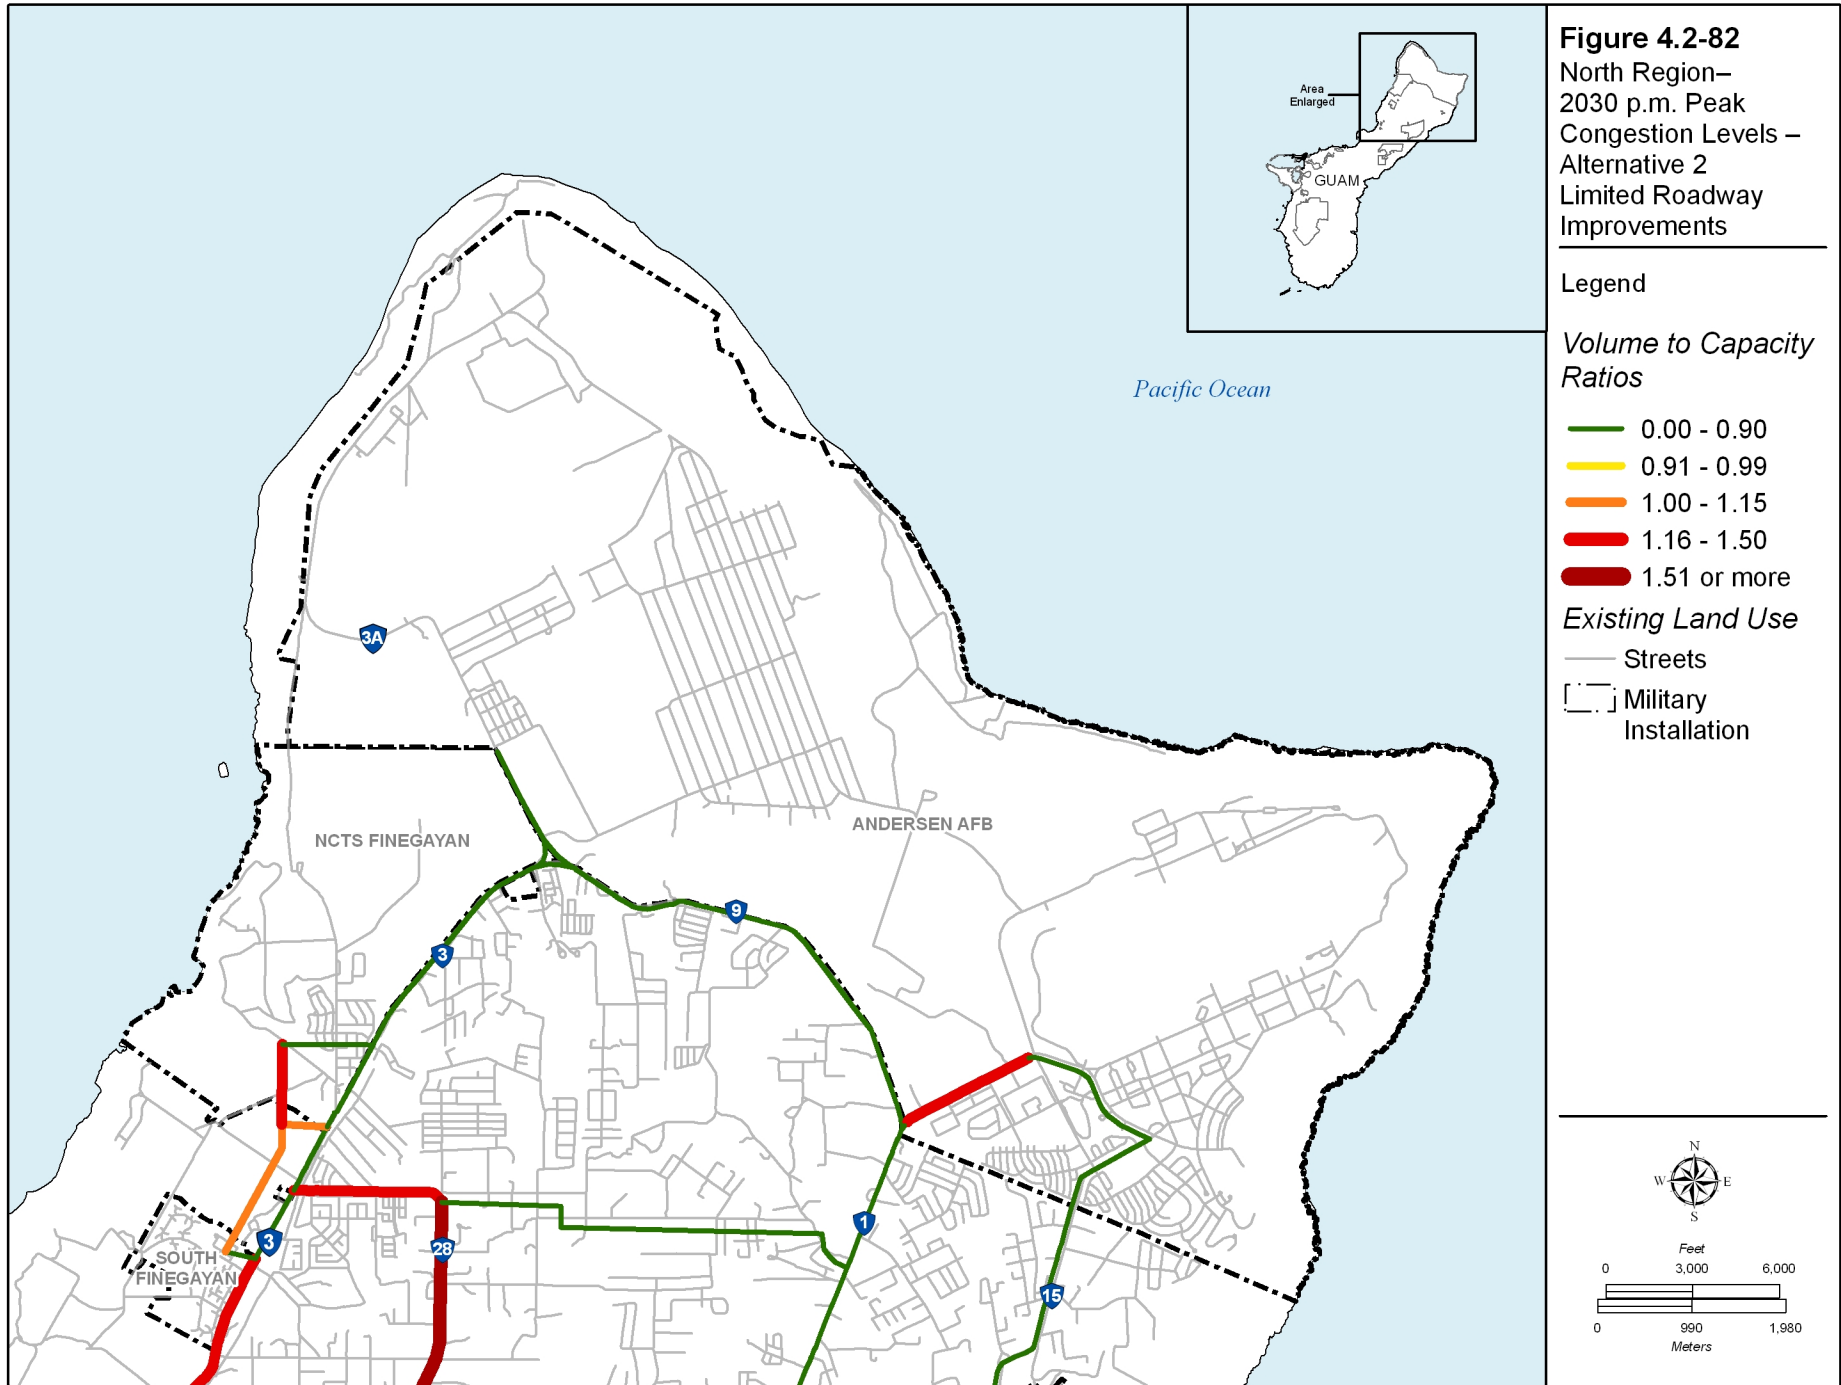 Figure 4.2-82
North Region–
2030 p.m. Peak
Congestion Levels –
Alternative 2
Limited Roadway
Improvements
Legend
Volume to Capacity
Ratios
0.00 - 0.90
0.91 - 0.99
1.00 - 1.15
1.16 - 1.50
1.51 or more
Existing Land Use
Streets
Military
Installation
N
W
E
S
Feet
0
3,000
6,000
0
990
1,980
Meters
Area
Enlarged
GUAM
Pacific Ocean
3A
NCTS FINEGAYAN
ANDERSEN AFB
9
3
1
3
28
SOUTH
FINEGAYAN
15